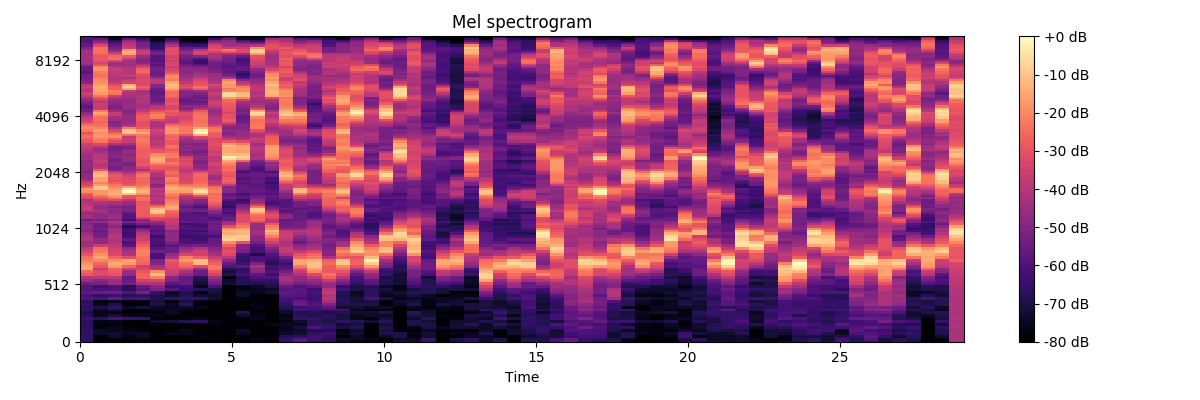 Mel spectrogram
8192
4096
2048
1024
512
0
Hz
0 5 10 15 20 25
Time
+0 dB
-10 dB
-20 dB
-30 dB
-40 dB
-50 dB
-60 dB
-70 dB
-80 dB